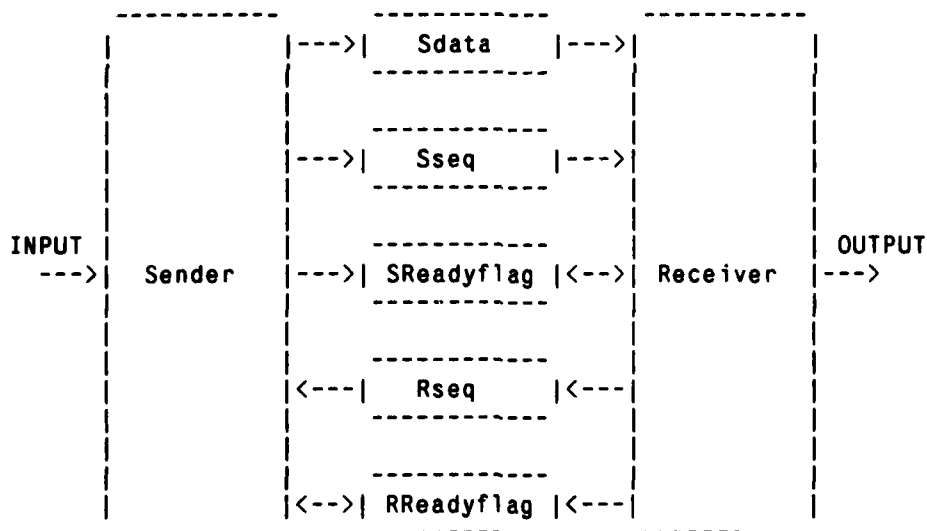 Sdata
Sseq
INPUT OUTPUT
Sender SReadyflag Receiver
Rseq
RReadyflag